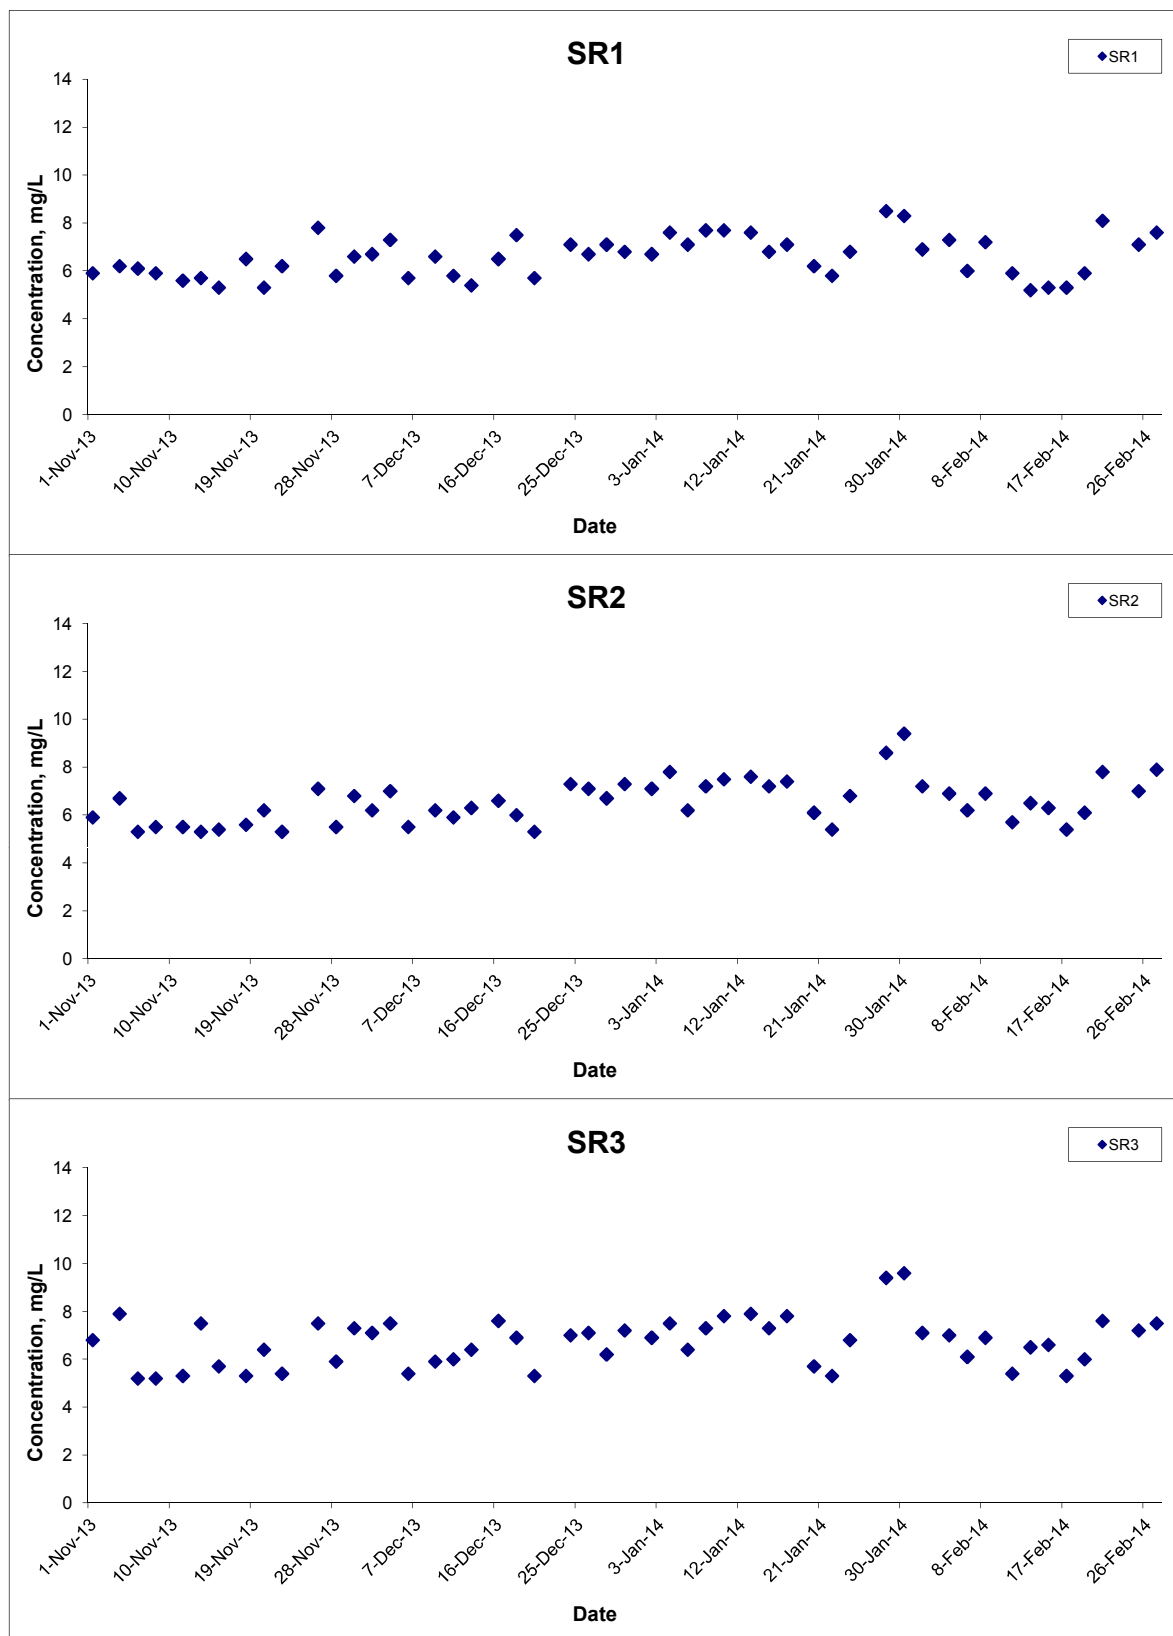 SR1
SR1
14
12
10
8
6
4
2
0
Concentration, mg/L
1-Nov-13
10-Nov-13
19-Nov-13
28-Nov-13
7-Dec-13
16-Dec-13
25-Dec-13
3-Jan-14
12-Jan-14
21-Jan-14
30-Jan-14
8-Feb-14
17-Feb-14
26-Feb-14
Date
SR2
SR2
14
12
10
8
6
4
2
0
Concentration, mg/L
1-Nov-13
10-Nov-13
19-Nov-13
28-Nov-13
7-Dec-13
16-Dec-13
25-Dec-13
3-Jan-14
12-Jan-14
21-Jan-14
30-Jan-14
8-Feb-14
17-Feb-14
26-Feb-14
Date
SR3
SR3
14
12
10
8
6
4
2
0
Concentration, mg/L
1-Nov-13
10-Nov-13
19-Nov-13
28-Nov-13
7-Dec-13
16-Dec-13
25-Dec-13
3-Jan-14
12-Jan-14
21-Jan-14
30-Jan-14
8-Feb-14
17-Feb-14
26-Feb-14
Date